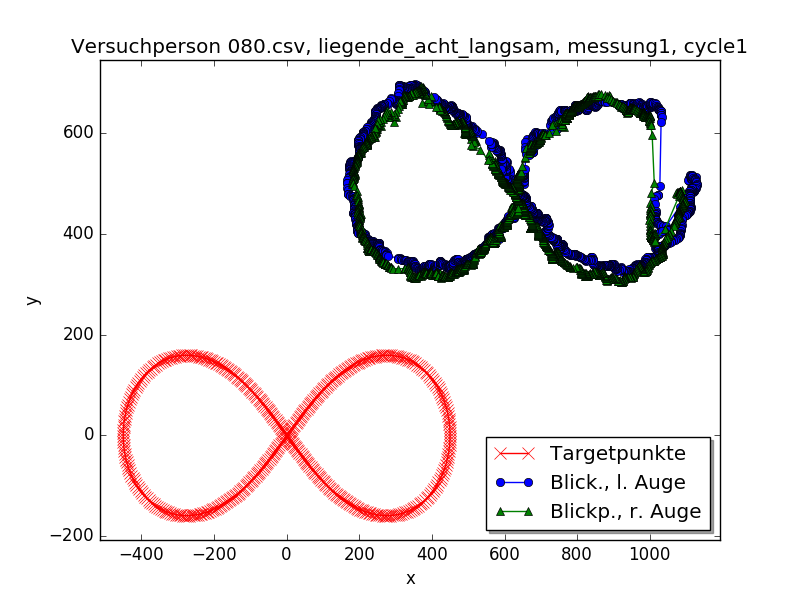 Versuchperson 080.csv, liegende_acht_langsam, messung1, cycle1
y
600
400
200
0
−200
−400
−200
0
200
400
600
800
1000
x
Targetpunkte
Blick., l. Auge
Blickp., r. Auge